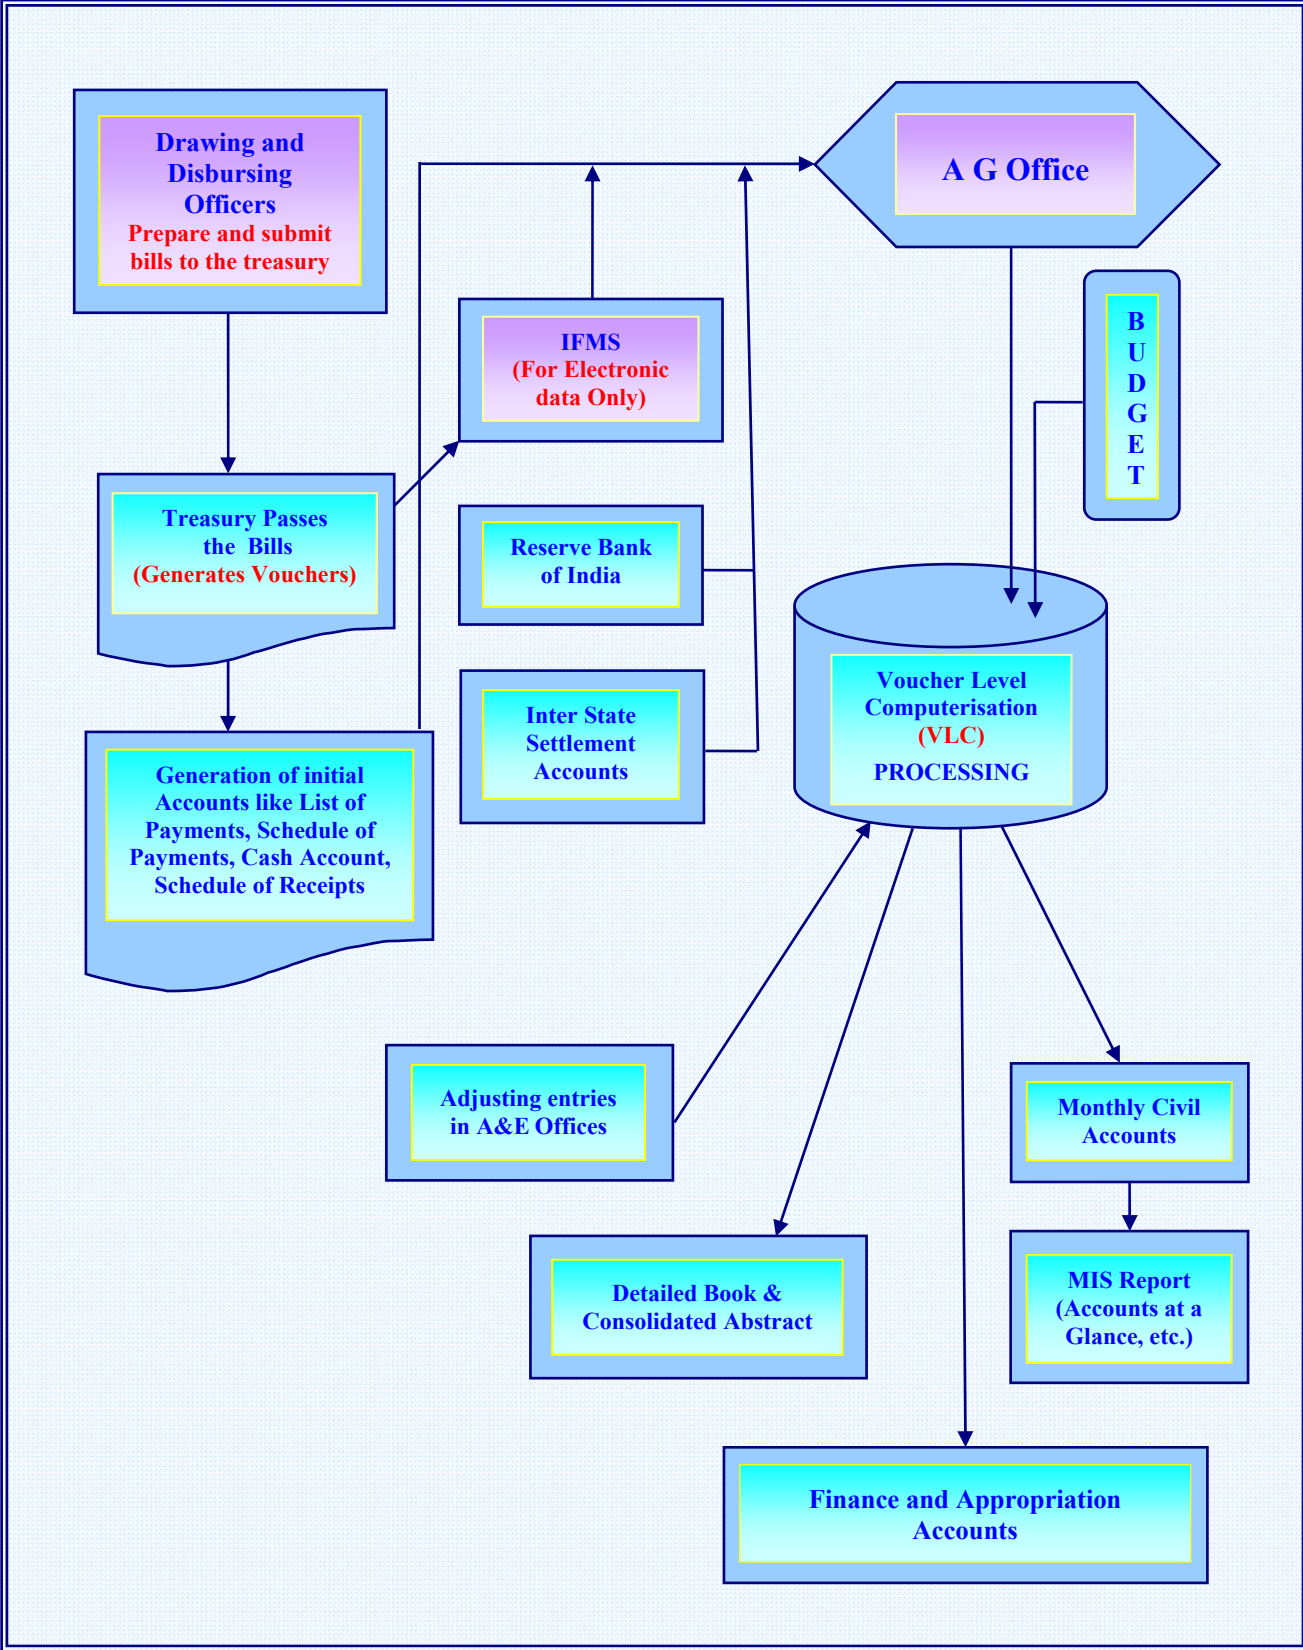 Drawing and
Disbursing
Officers
Prepare and submit
bills to the treasury
A G Office
IFMS
(For Electronic
data Only)
B
U
D
G
E
T
Treasury Passes
the Bills
(Generates Vouchers)
Reserve Bank
of India
Inter State
Settlement
Accounts
Voucher Level
Computerisation
(VLC)
PROCESSING
Generation of initial
Accounts like List of
Payments, Schedule of
Payments, Cash Account,
Schedule of Receipts
Adjusting entries
in A&E Offices
Monthly Civil
Accounts
Detailed Book &
Consolidated Abstract
MIS Report
(Accounts at a
Glance, etc.)
Finance and Appropriation
Accounts